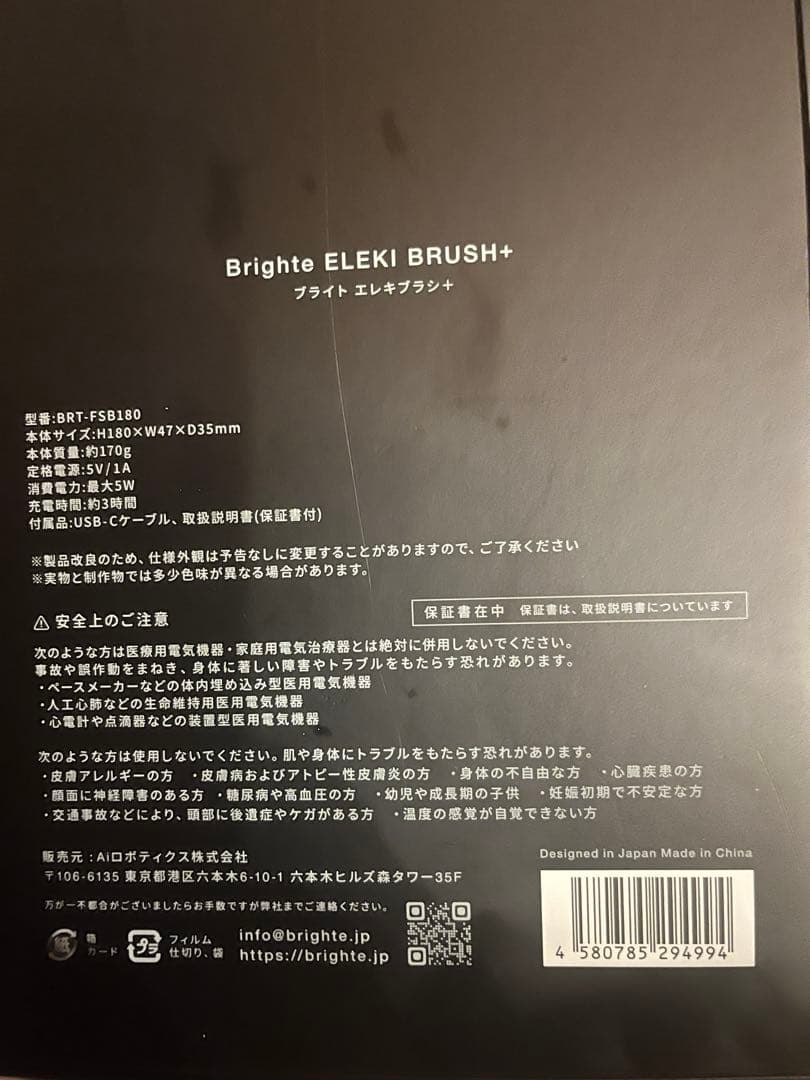 Brighte ELEKI BRUSH+
ブライト エレキブラシ＋
型番:BRT-FSB180
本体サイズ:H180×W47×D35mm
本体質量:約170g
定格電源:5V/1A
消費電力:最大5W
充電時間:約3時間
付属品:USB-Cケーブル、取扱説明書(保証書付)
※製品改良のため、仕様外観は予告なしに変更することがありますので、ご了承ください
※実物と制作物では多少色味が異なる場合があります。
⚠ 安全上のご注意
保証書在中 保証書は、取扱説明書についています
次のような方は医療用電気機器・家庭用電気治療器とは絶対に併用しないでください。
事故や誤作動をまねき、身体に著しい障害やトラブルをもたらす恐れがあります。
・ペースメーカーなどの体内埋め込み型医用電気機器
・人工心肺などの生命維持用医用電気機器
・心電計や点滴器などの装置型医用電気機器
次のような方は使用しないでください。肌や身体にトラブルをもたらす恐れがあります。
・皮膚アレルギーの方 ・皮膚病およびアトピー性皮膚炎の方 ・身体の不自由な方 ・心臓疾患の方
・顔面に神経障害のある方 ・糖尿病や高血圧の方 ・幼児や成長期の子供 ・妊娠初期で不安定な方
・交通事故などにより、頭部に後遺症やケガがある方 ・温度の感覚が自覚できない方
販売元：Aiロボティクス株式会社
〒106-6135 東京都港区六本木6-10-1 六本木ヒルズ森タワー35F
万が一不都合がございましたらお手数ですが弊社までご連絡ください。
紙 箱 カード プラ フィルム 仕切り、袋
info@brighte.jp
https://brighte.jp
Designed in Japan Made in China
4 580785 294994